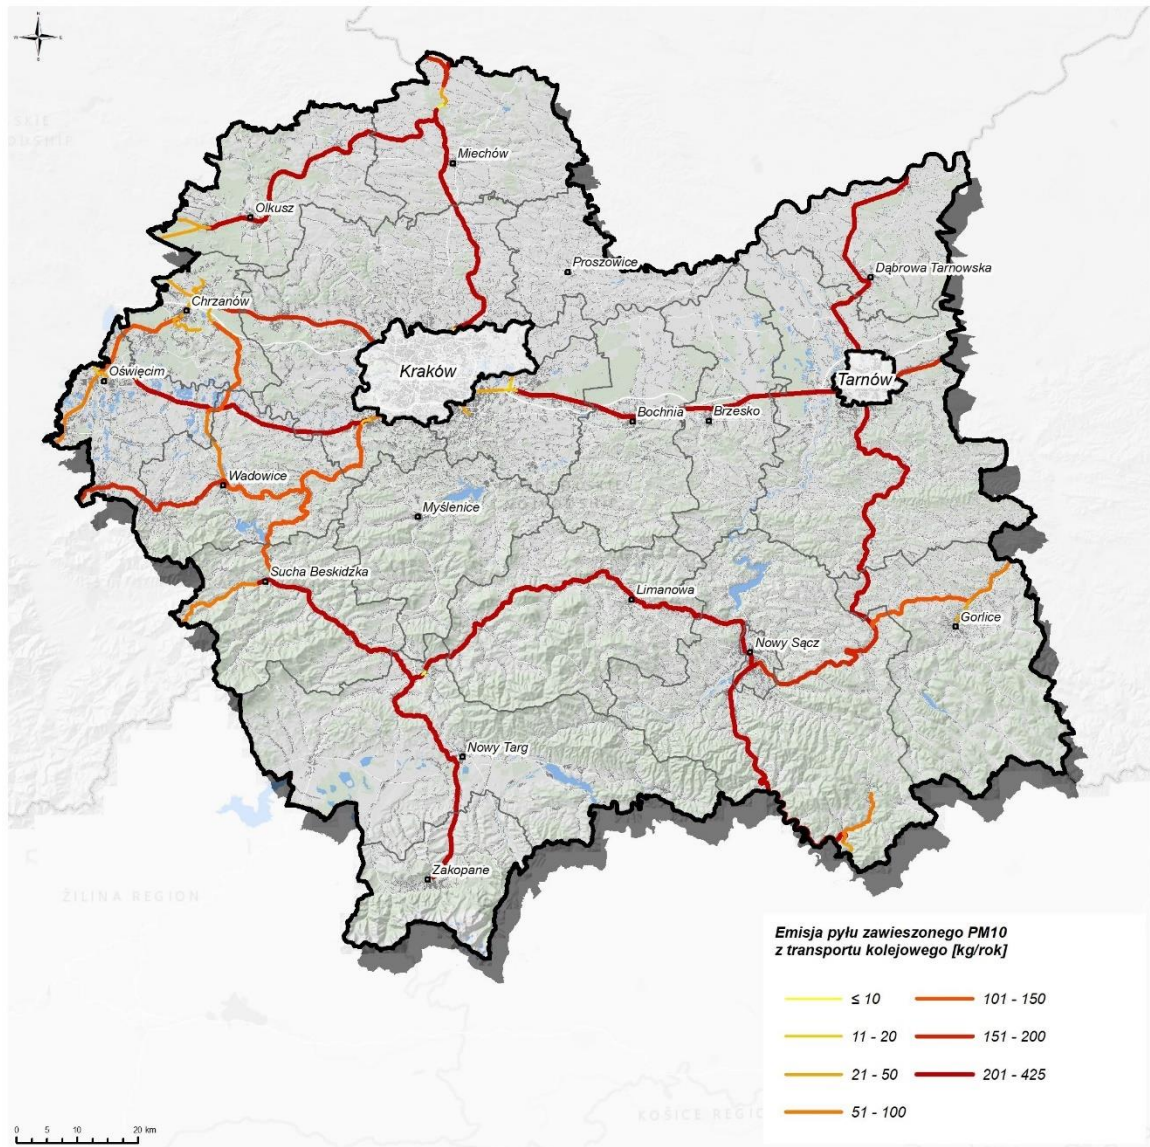 N
SKIE
Miechów
Olkusz
Proszowice
Dąbrowa Tarnowska
Chrzanów
Kraków
Tarnów
Oświęcim
Bochnia
Brzesko
Wadowice
Myślenice
Sucha Beskidzka
Limanowa
Gorlice
Nowy Sącz
Nowy Targ
Zakopane
ŽILINA REGION
Emisja pyłu zawieszonego PM10
z transportu kolejowego [kg/rok]
≤ 10 101 - 150
11 - 20 151 - 200
21 - 50 201 - 425
51 - 100
KOŠICE REGIC
0 5 10 20 km